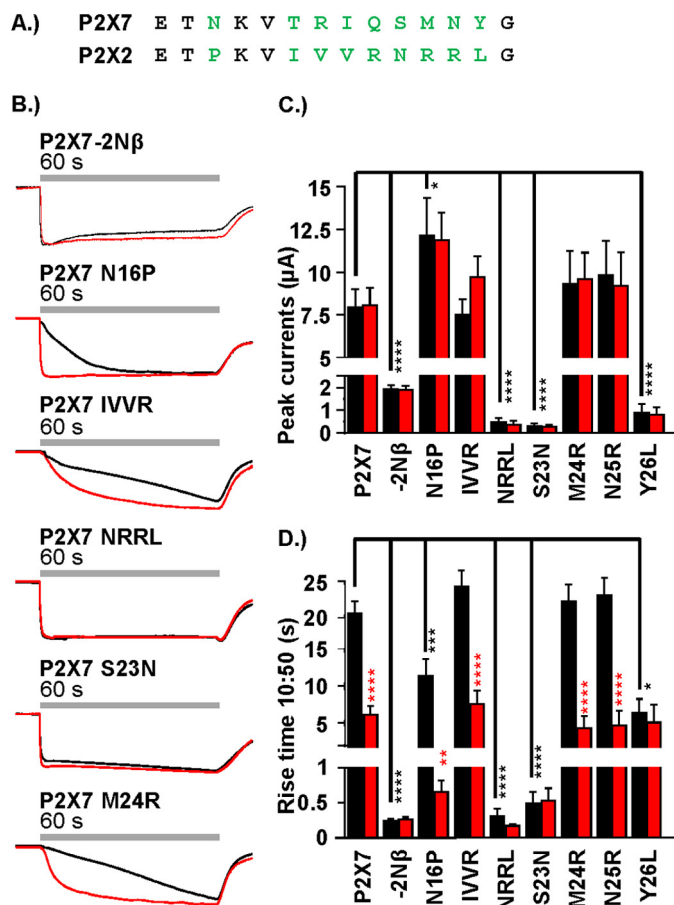 A.) P2X7 E T N K V T R I Q S M N Y G
P2X2 E T P K V I V V R N R R L G
B.)
P2X7-2Nβ
60 s
P2X7 N16P
60 s
P2X7 IVVR
60 s
P2X7 NRRL
60 s
P2X7 S23N
60 s
P2X7 M24R
60 s
C.)
Peak currents (µA)
15
12.5
10
7.5
5
2
1
0
*
****
****
****
****
P2X7
-2Nβ
N16P
IVVR
NRRL
S23N
M24R
N25R
Y26L
D.)
Rise time 10:50 (s)
25
20
15
10
5
1
0.5
0
****
****
***
**
****
****
****
****
****
*
P2X7
-2Nβ
N16P
IVVR
NRRL
S23N
M24R
N25R
Y26L